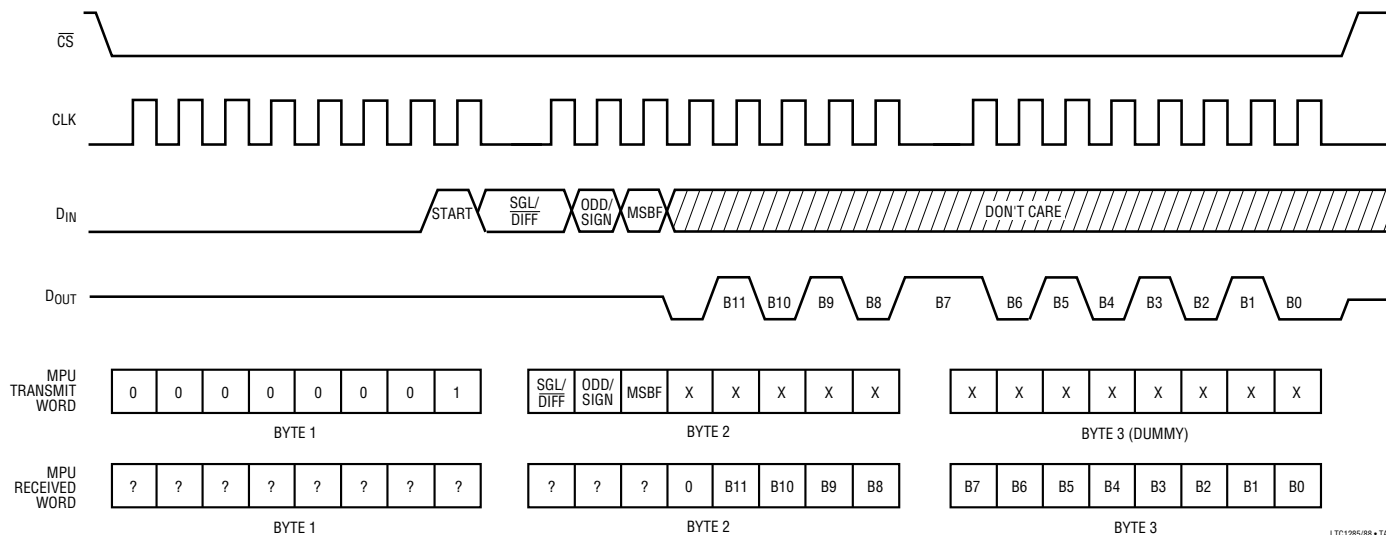 CS
CLK
DIN
START SGL/ DIFF ODD/ SIGN MSBF DON'T CARE
DOUT
B11 B10 B9 B8 B7 B6 B5 B4 B3 B2 B1 B0
MPU TRANSMIT WORD
0 0 0 0 0 0 0 1
SGL/ DIFF ODD/ SIGN MSBF X X X X X
X X X X X X X X
BYTE 1 BYTE 2 BYTE 3 (DUMMY)
MPU RECEIVED WORD
? ? ? ? ? ? ? ?
? ? ? 0 B11 B10 B9 B8
B7 B6 B5 B4 B3 B2 B1 B0
BYTE 1 BYTE 2 BYTE 3
LTC1285/88 •